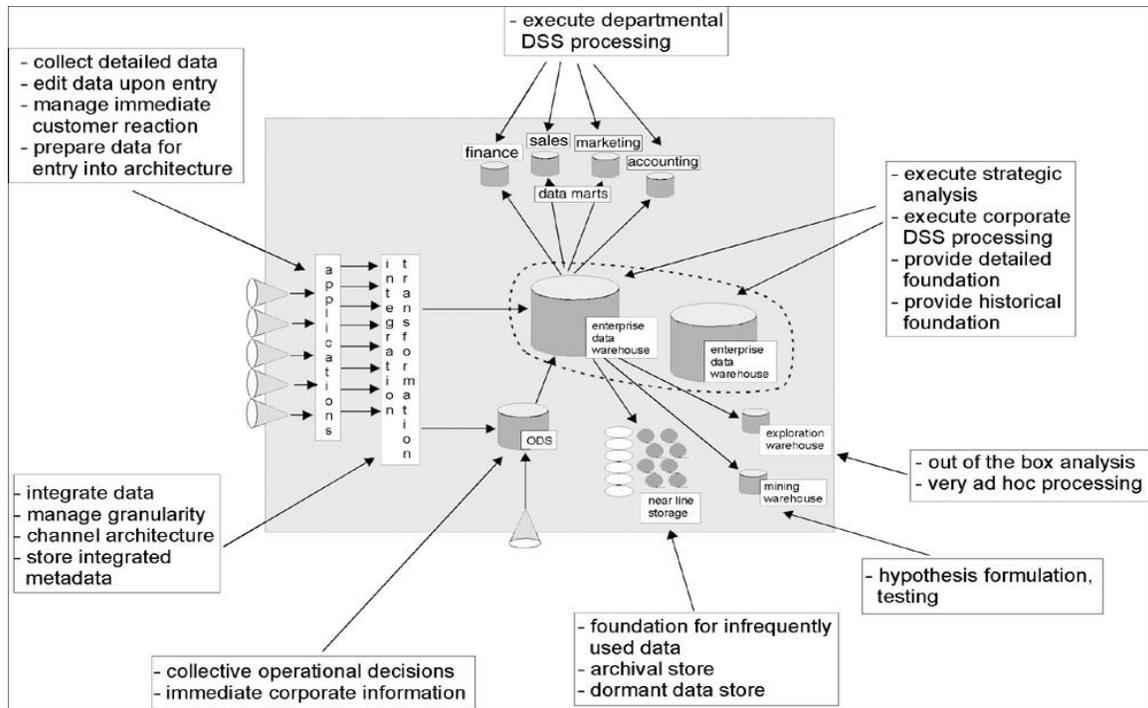 - execute departmental
DSS processing
- collect detailed data
- edit data upon entry
- manage immediate
customer reaction
- prepare data for
entry into architecture
finance
sales
marketing
accounting
data marts
- execute strategic
analysis
- execute corporate
DSS processing
- provide detailed
foundation
- provide historical
foundation
applications
integration
transformation
enterprise
data
warehouse
enterprise
data
warehouse
ODS
exploration
warehouse
mining
warehouse
near line
storage
- out of the box analysis
- very ad hoc processing
- integrate data
- manage granularity
- channel architecture
- store integrated
metadata
- hypothesis formulation,
testing
- foundation for infrequently
used data
- archival store
- dormant data store
- collective operational decisions
- immediate corporate information